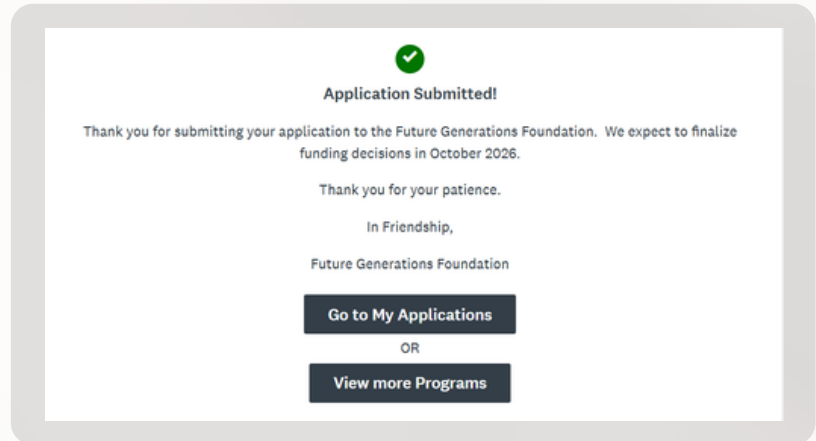 Application Submitted!
Thank you for submitting your application to the Future Generations Foundation.  We expect to finalize
funding decisions in October 2026.
Thank you for your patience.
In Friendship,
Future Generations Foundation
Go to My Applications
OR
View more Programs